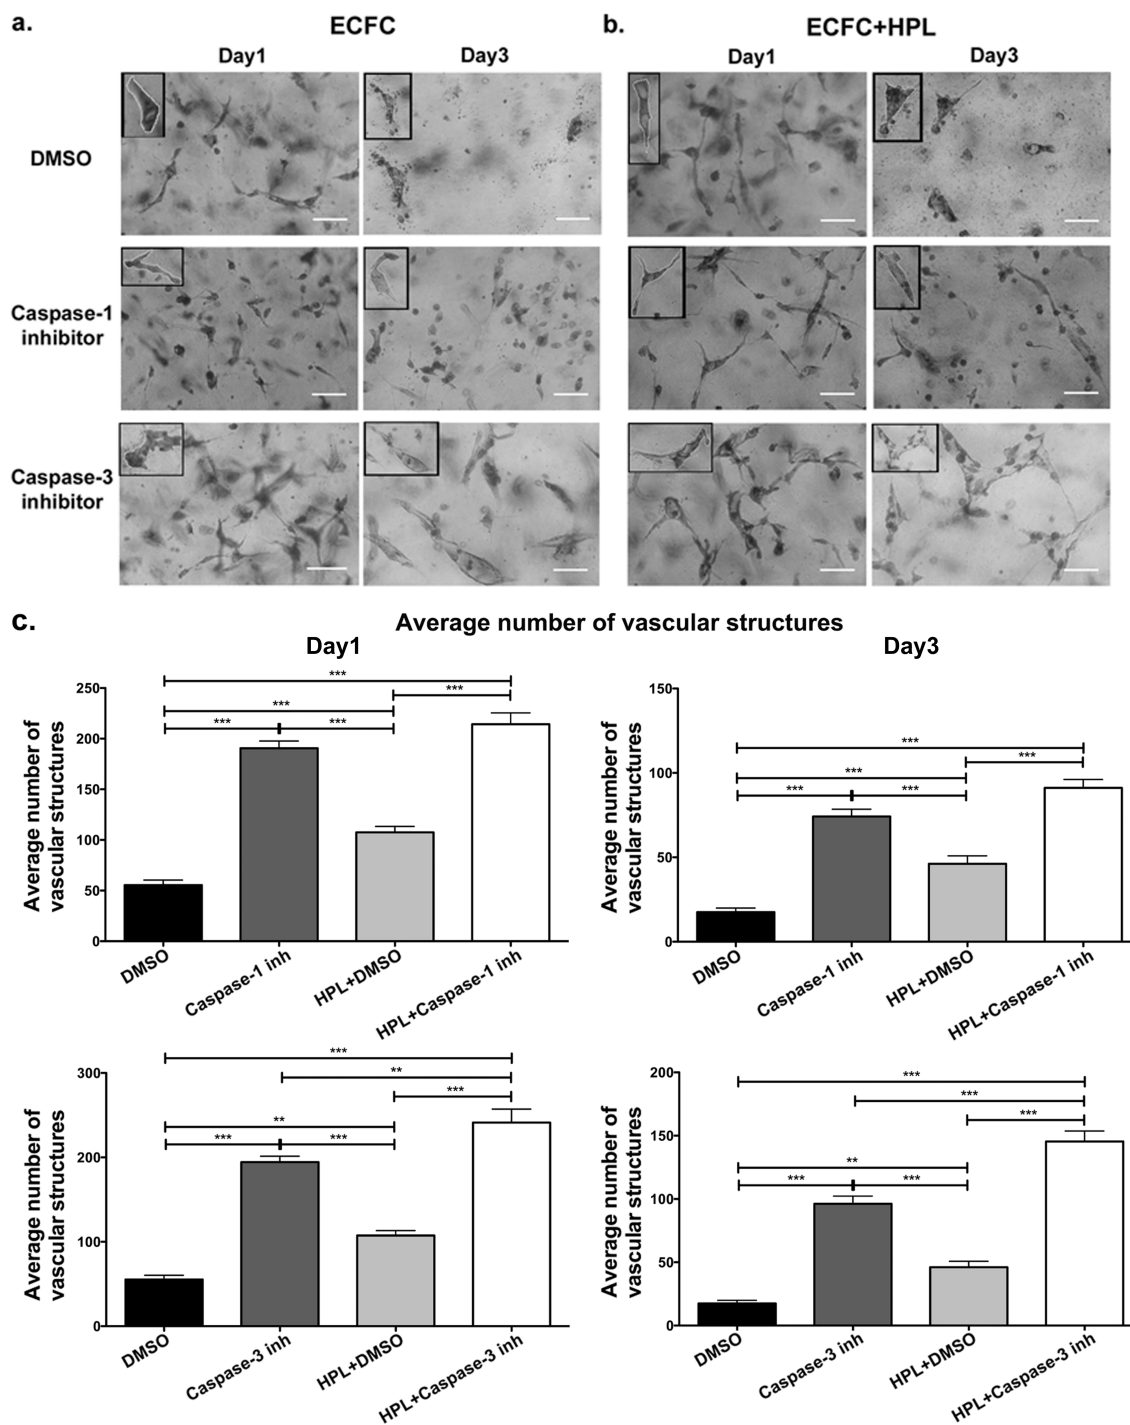 a.
ECFC
Day1
Day3
b.
ECFC+HPL
Day1
Day3
DMSO
Caspase-1
inhibitor
Caspase-3
inhibitor
c.
Average number of vascular structures
Day1
Average number of
vascular structures
250
200
150
100
50
0
***
***
***
***
***
DMSO
Caspase-1 inh
HPL+DMSO
HPL+Caspase-1 inh
Day3
Average number of
vascular structures
150
100
50
0
***
***
***
***
***
DMSO
Caspase-1 inh
HPL+DMSO
HPL+Caspase-1 inh
Average number of
vascular structures
300
200
100
0
***
**
***
**
***
***
DMSO
Caspase-3 inh
HPL+DMSO
HPL+Caspase-3 inh
Average number of
vascular structures
200
150
100
50
0
***
***
***
**
***
***
DMSO
Caspase-3 inh
HPL+DMSO
HPL+Caspase-3 inh